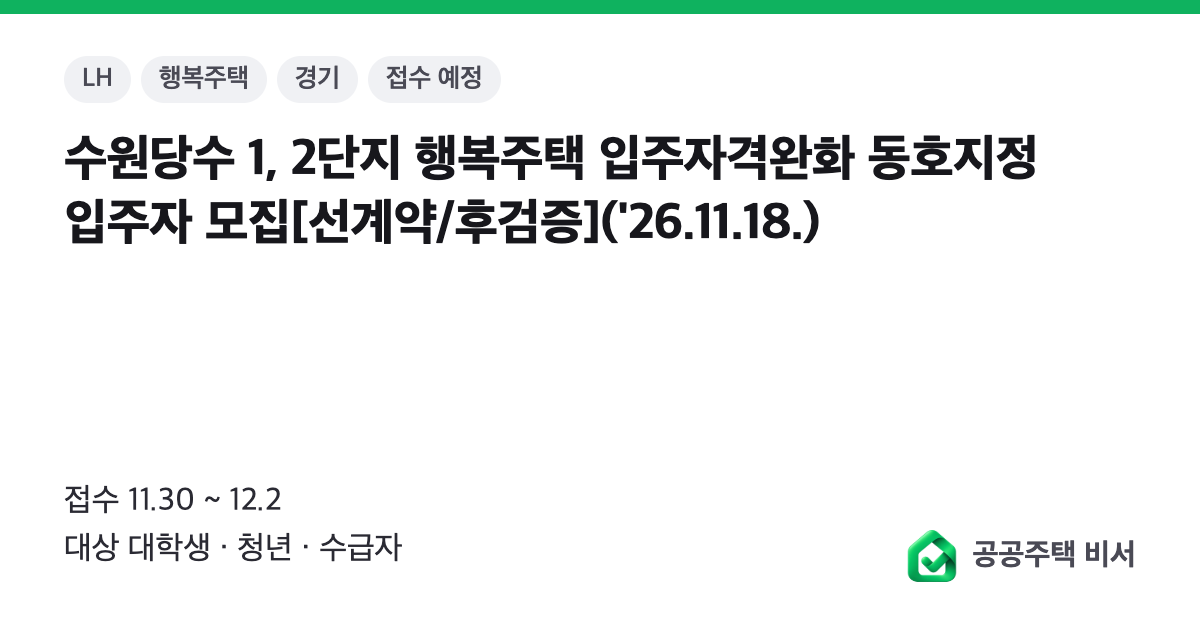 LH 행복주택 경기 접수 예정
수원당수 1, 2단지 행복주택 입주자격완화 동호지정
입주자 모집[선계약/후검증]('26.11.18.)
접수 11.30 ~ 12.2
대상 대학생 · 청년 · 수급자
공공주택 비서